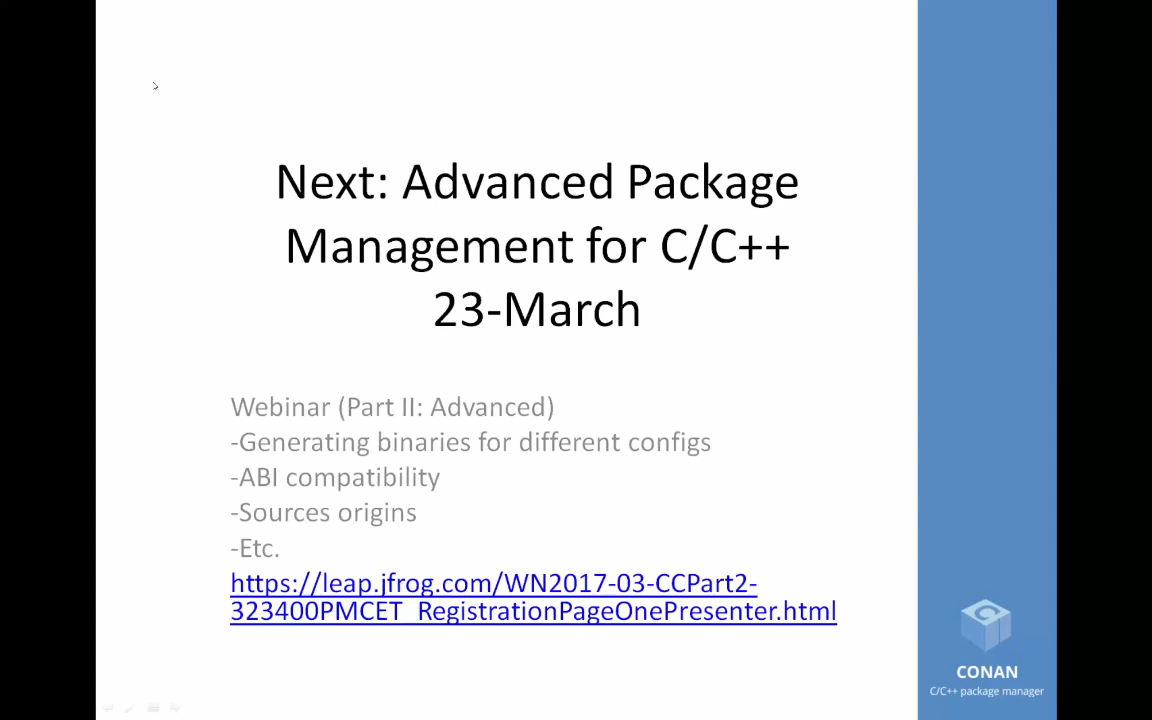 Next: Advanced Package
Management for C/C++
23-March
Webinar (Part II: Advanced)
-Generating binaries for different configs
-ABI compatibility
-Sources origins
-Etc.
https://leap.jfrog.com/WN2017-03-CCPart2-
323400PMCET_RegistrationPageOnePresenter.html
CONAN
C/C++ package manager